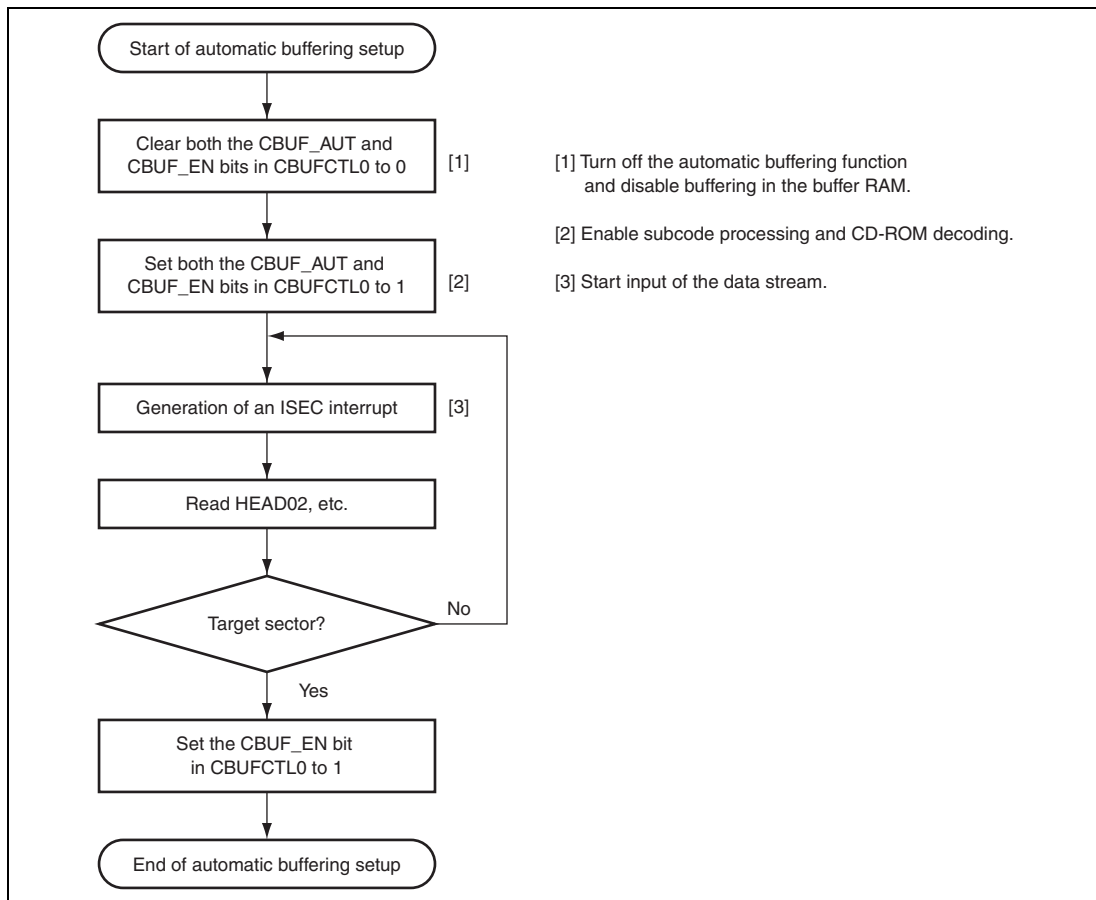 Start of automatic buffering setup
Clear both the CBUF_AUT and
CBUF_EN bits in CBUFCTL0 to 0
[1]
[1] Turn off the automatic buffering function
and disable buffering in the buffer RAM.
[2] Enable subcode processing and CD-ROM decoding.
Set both the CBUF_AUT and
CBUF_EN bits in CBUFCTL0 to 1
[2]
[3] Start input of the data stream.
Generation of an ISEC interrupt
[3]
Read HEAD02, etc.
Target sector?
No
Yes
Set the CBUF_EN bit
in CBUFCTL0 to 1
End of automatic buffering setup